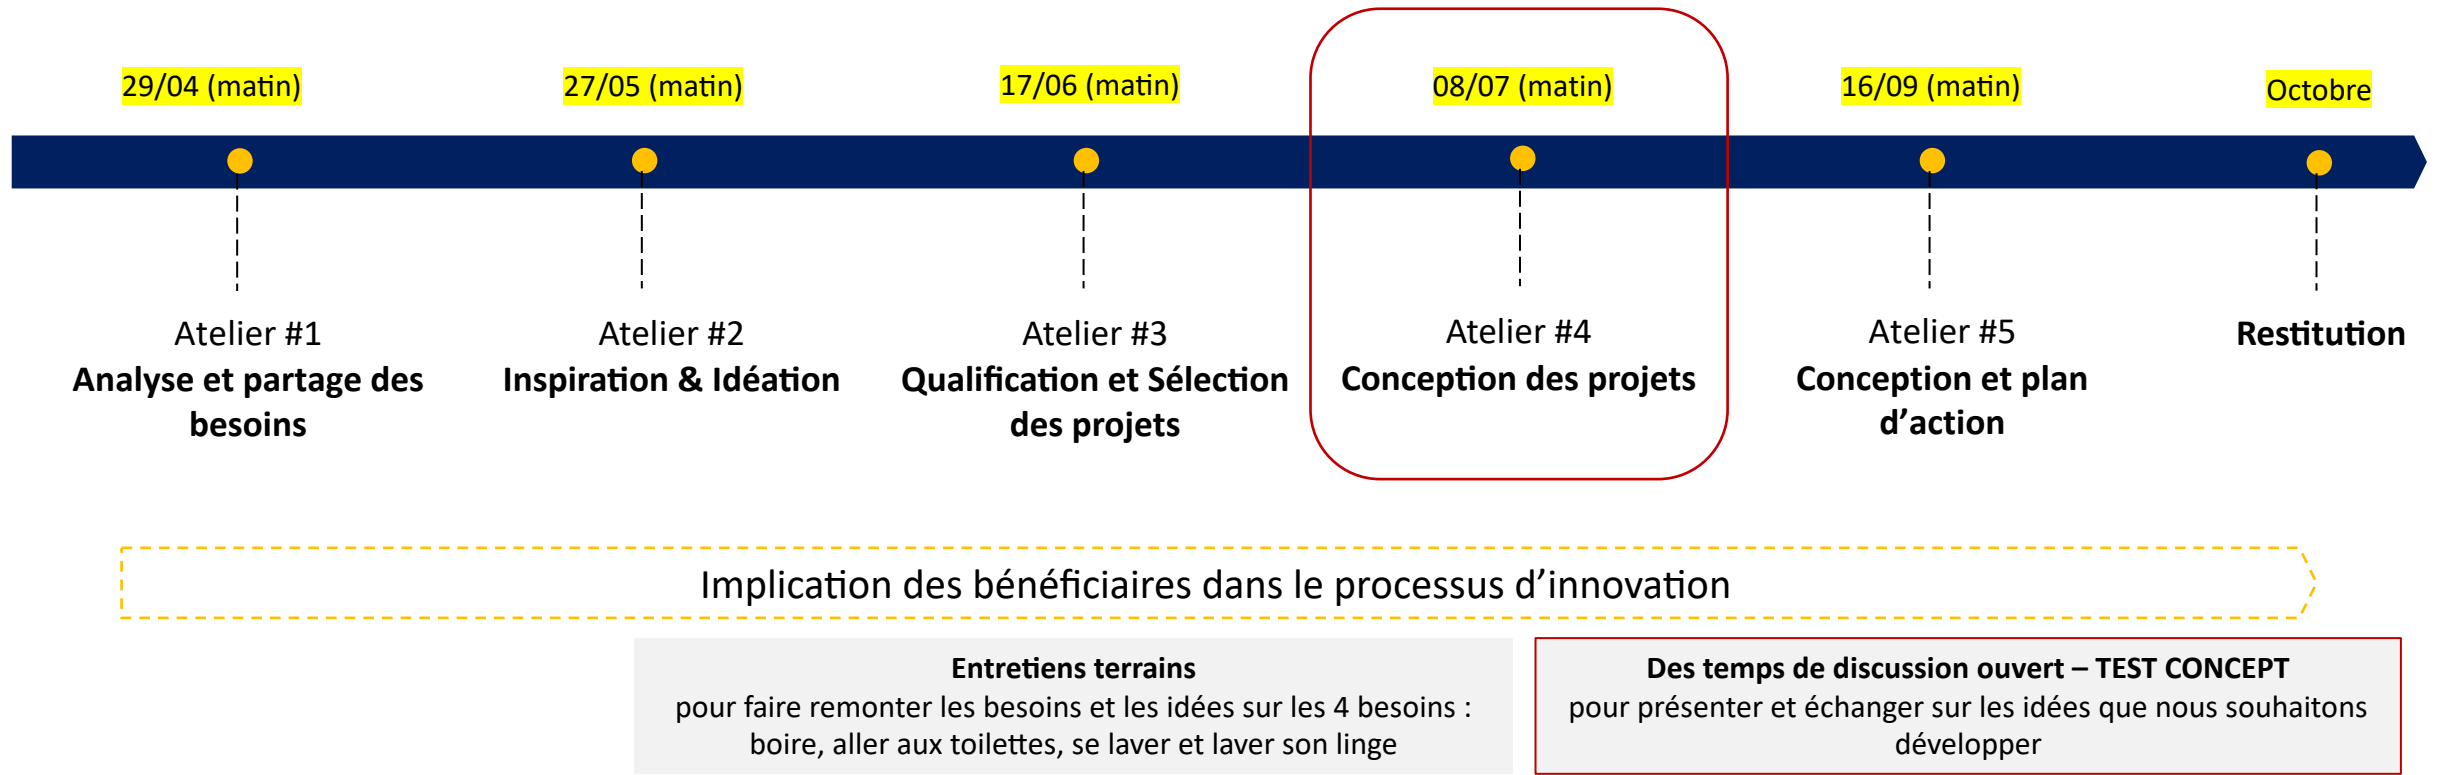 29/04 (matin)
27/05 (matin)
17/06 (matin)
08/07 (matin)
16/09 (matin)
Octobre
Atelier #1
Analyse et partage des
besoins
Atelier #2
Inspiration & Idéation
Atelier #3
Qualification et Sélection
des projets
Atelier #4
Conception des projets
Atelier #5
Conception et plan
d’action
Restitution
Implication des bénéficiaires dans le processus d’innovation
Entretiens terrains
pour faire remonter les besoins et les idées sur les 4 besoins :
boire, aller aux toilettes, se laver et laver son linge
Des temps de discussion ouvert – TEST CONCEPT
pour présenter et échanger sur les idées que nous souhaitons
développer